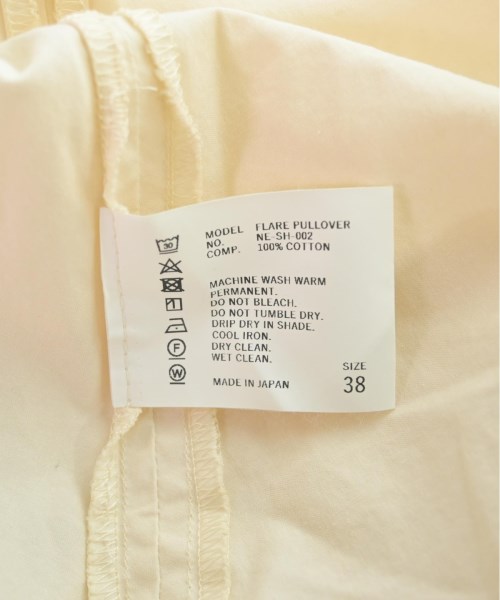 MODEL FLARE PULLOVER
NO. NE-SH-002
COMP. 100% COTTON
30
MACHINE WASH WARM
PERMANENT.
DO NOT BLEACH.
DO NOT TUMBLE DRY.
DRIP DRY IN SHADE.
COOL IRON.
DRY CLEAN.
F
WET CLEAN.
W
MADE IN JAPAN
SIZE
38